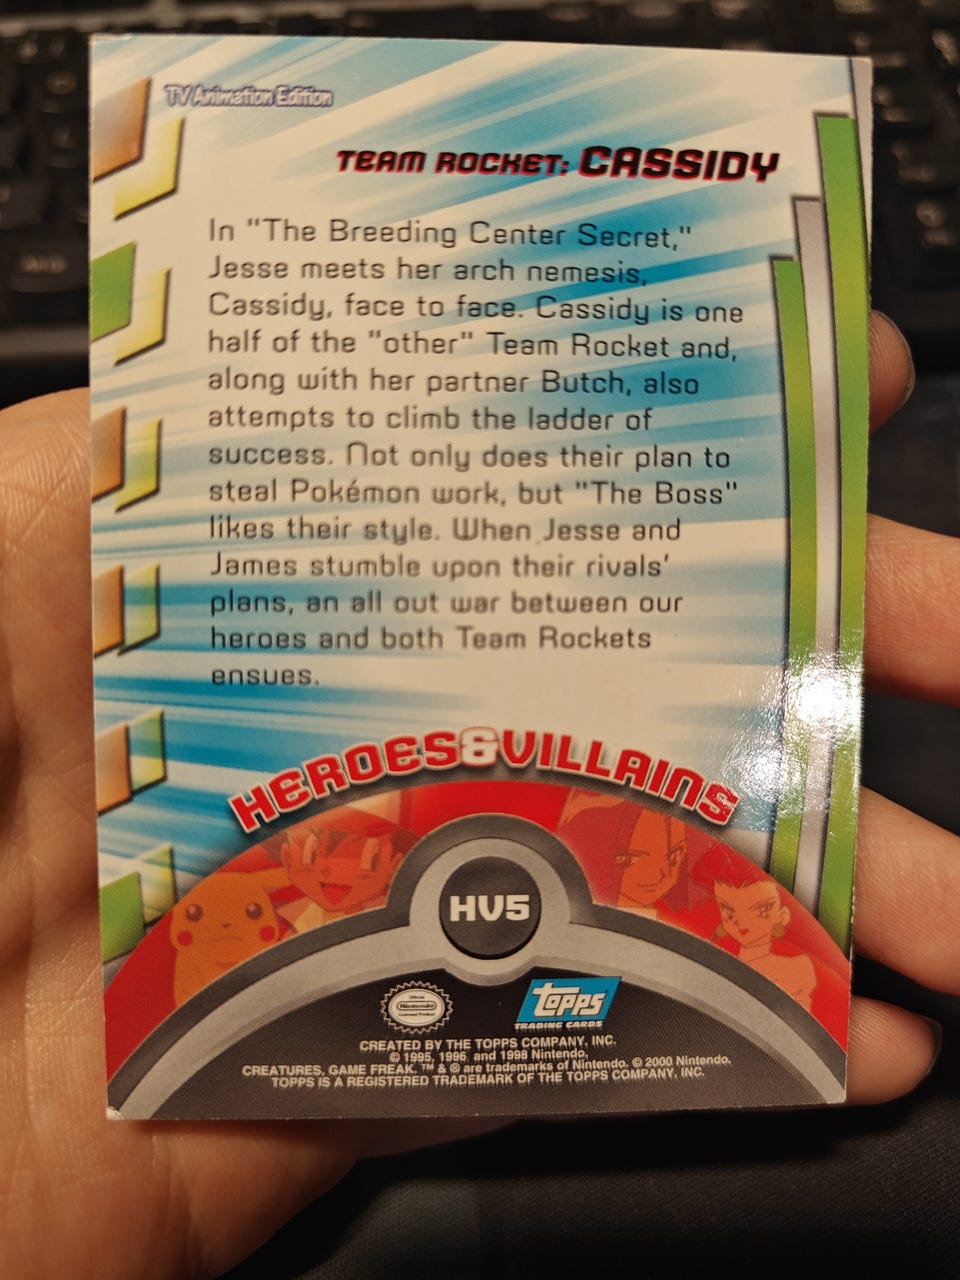 TV Animation Edition
TEAM ROCKET: CASSIDY
In "The Breeding Center Secret,"
Jesse meets her arch nemesis,
Cassidy, face to face. Cassidy is one
half of the "other" Team Rocket and,
along with her partner Butch, also
attempts to climb the ladder of
success. Not only does their plan to
steal Pokémon work, but "The Boss"
likes their style. When Jesse and
James stumble upon their rivals'
plans, an all out war between our
heroes and both Team Rockets
ensues.
HEROES & VILLAINS
HV5
Official
Nintendo
Licensed Product
TOPPS
TRADING CARDS
CREATED BY THE TOPPS COMPANY, INC.
© 1995, 1996, and 1998 Nintendo,
CREATURES, GAME FREAK. ™ & ® are trademarks of Nintendo. © 2000 Nintendo.
TOPPS IS A REGISTERED TRADEMARK OF THE TOPPS COMPANY, INC.